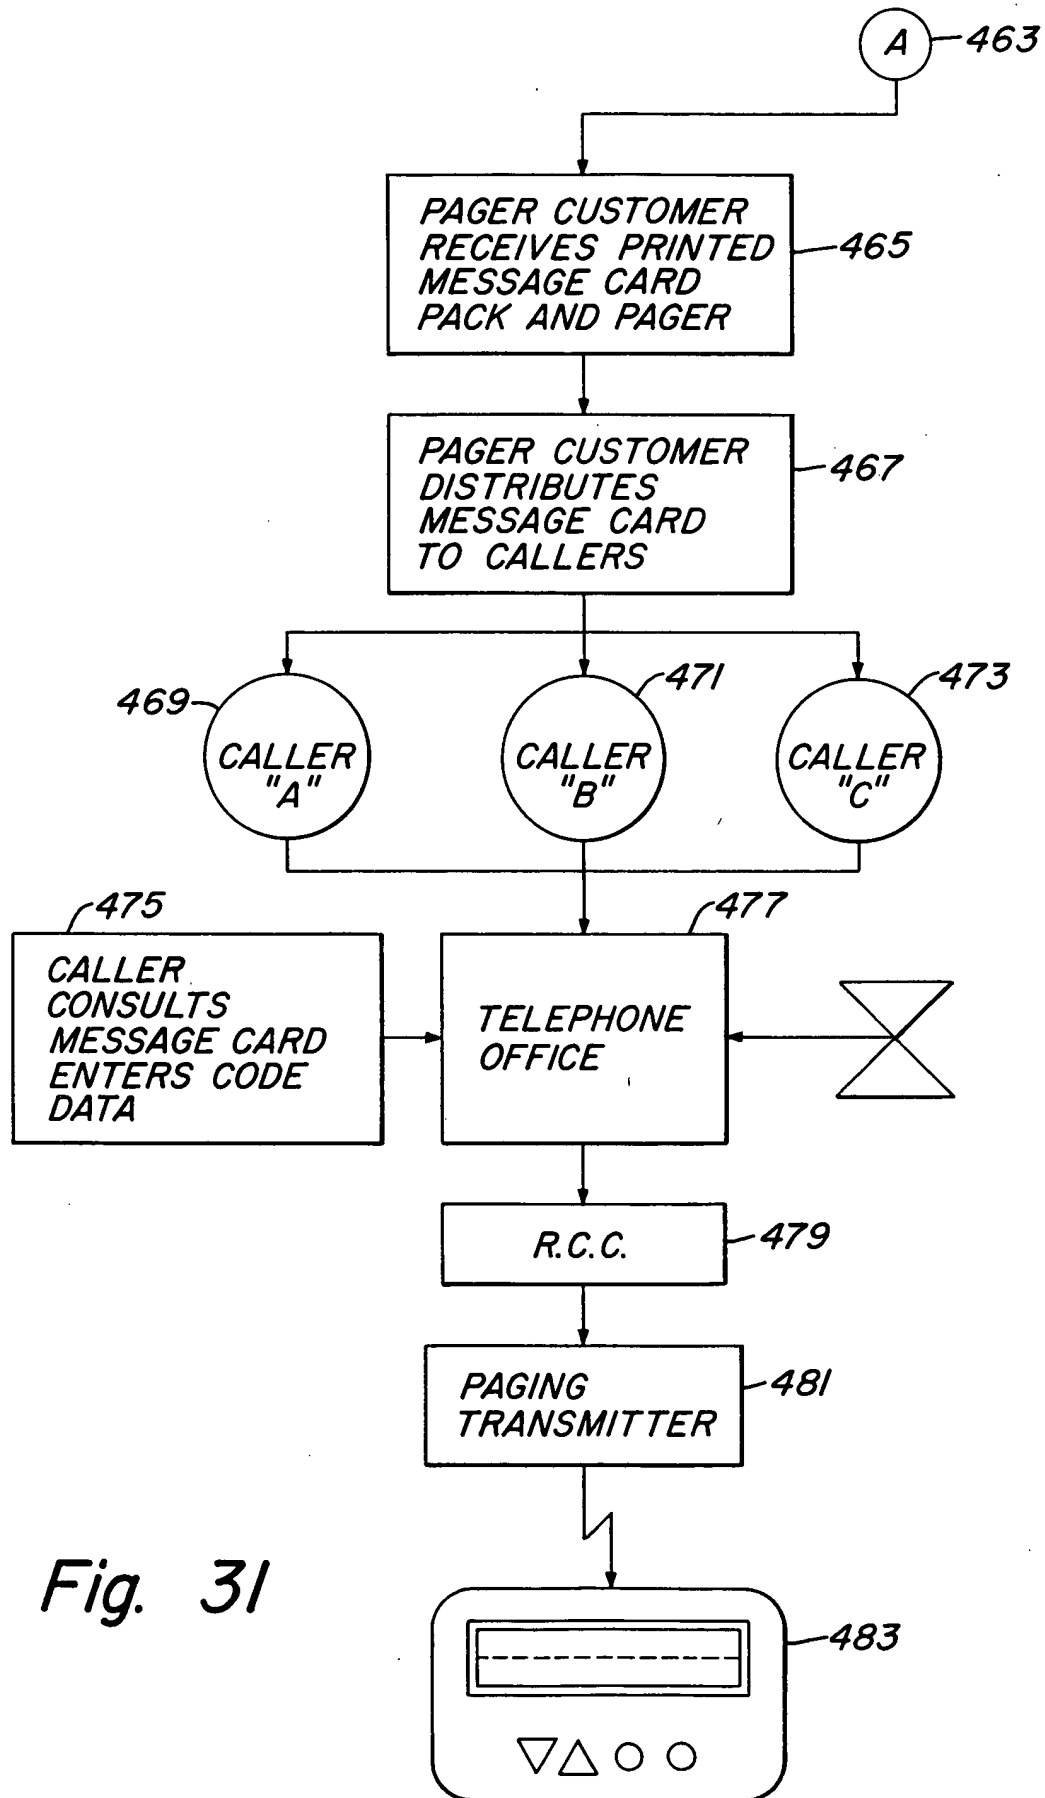 A
463
PAGER CUSTOMER
RECEIVES PRINTED
MESSAGE CARD
PACK AND PAGER
465
PAGER CUSTOMER
DISTRIBUTES
MESSAGE CARD
TO CALLERS
467
469
CALLER
"A"
471
CALLER
"B"
473
CALLER
"C"
475
CALLER
CONSULTS
MESSAGE CARD
ENTERS CODE
DATA
477
TELEPHONE
OFFICE
R.C.C.
479
PAGING
TRANSMITTER
481
Fig. 31
483